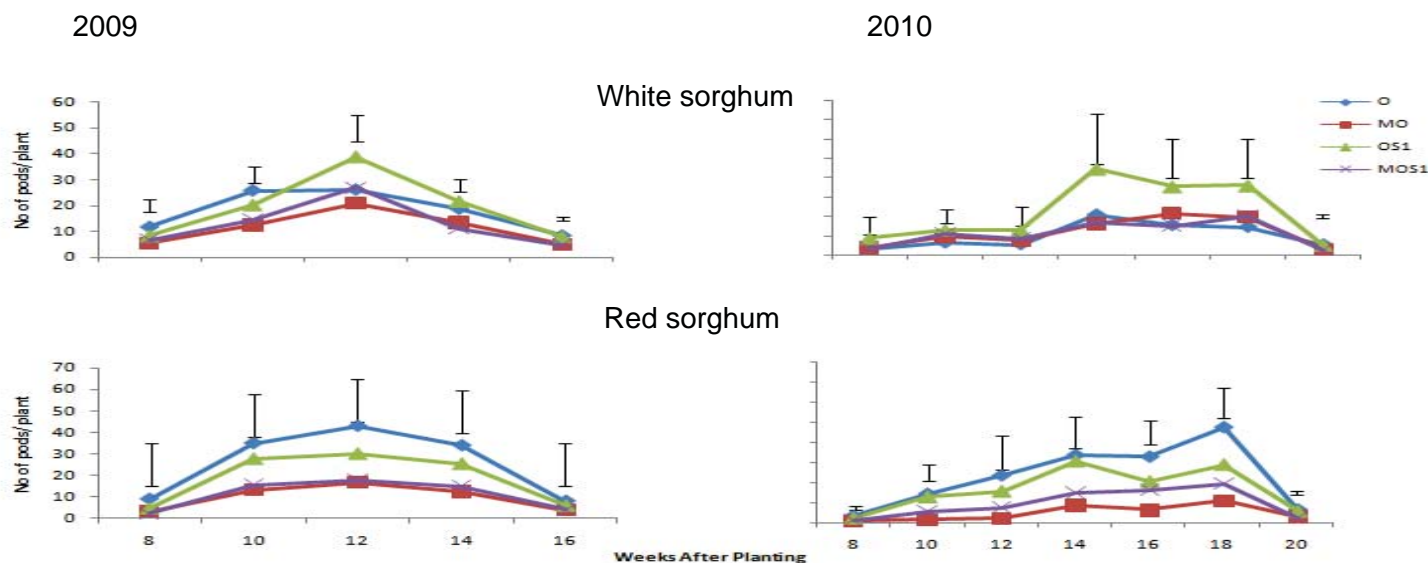 2009 2010
White sorghum
No of pods/plant
60
50
40
30
20
10
0
O
MO
OS1
MOS1
Red sorghum
No of pods/plant
70
60
50
40
30
20
10
0
8 10 12 14 16
8 10 12 14 16 18 20
Weeks After Planting